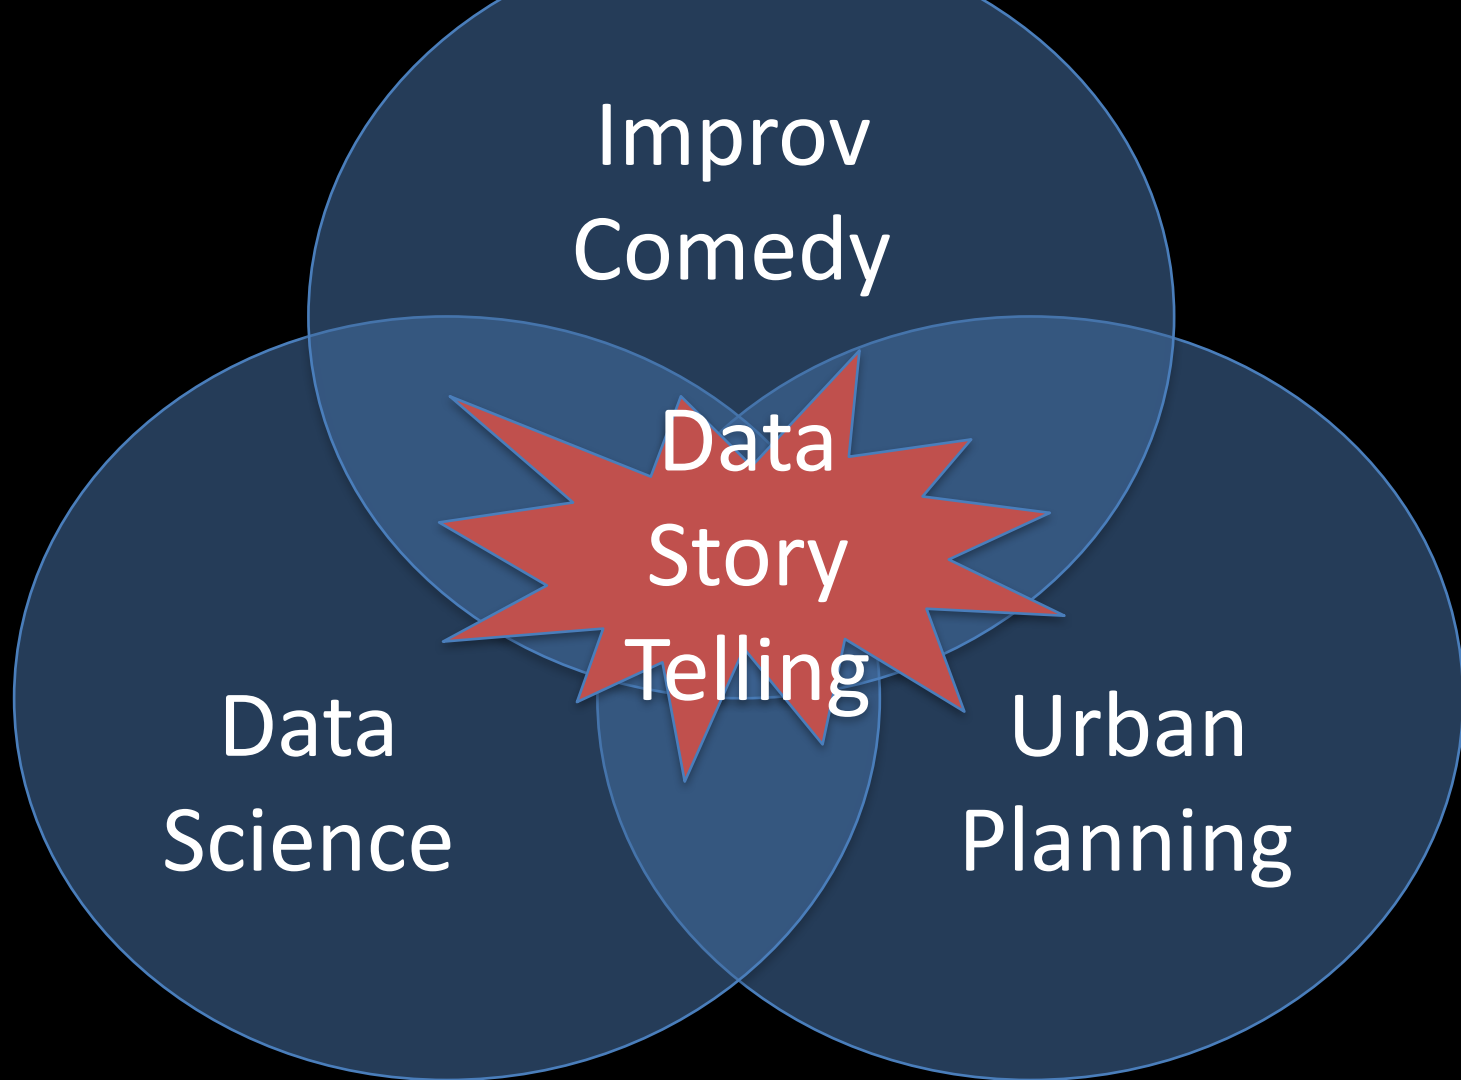 Improv
Comedy
Data
Story
Telling
Data
Science
Urban
Planning